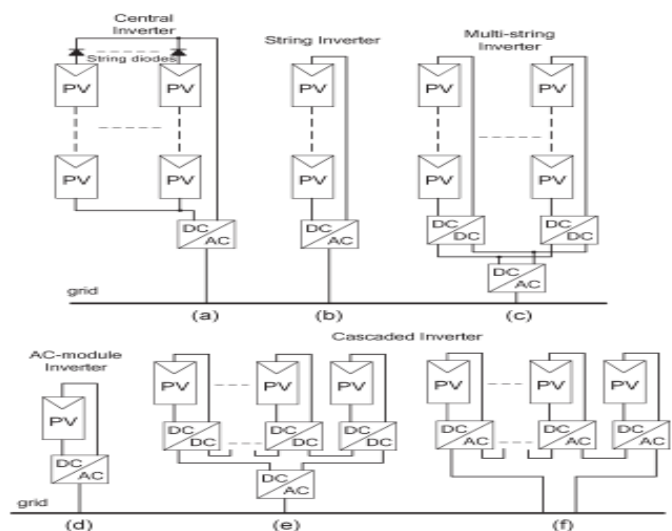 Central
Inverter
String diodes
PV
PV
PV
PV
DC
AC
String Inverter
PV
PV
DC
AC
Multi-string
Inverter
PV
PV
PV
PV
DC
DC
DC
DC
DC
AC
grid
(a)
(b)
(c)
AC-module
Inverter
PV
DC
AC
Cascaded Inverter
PV
PV
PV
DC
DC
DC
DC
DC
DC
DC
AC
PV
PV
PV
DC
AC
DC
AC
DC
AC
grid
(d)
(e)
(f)